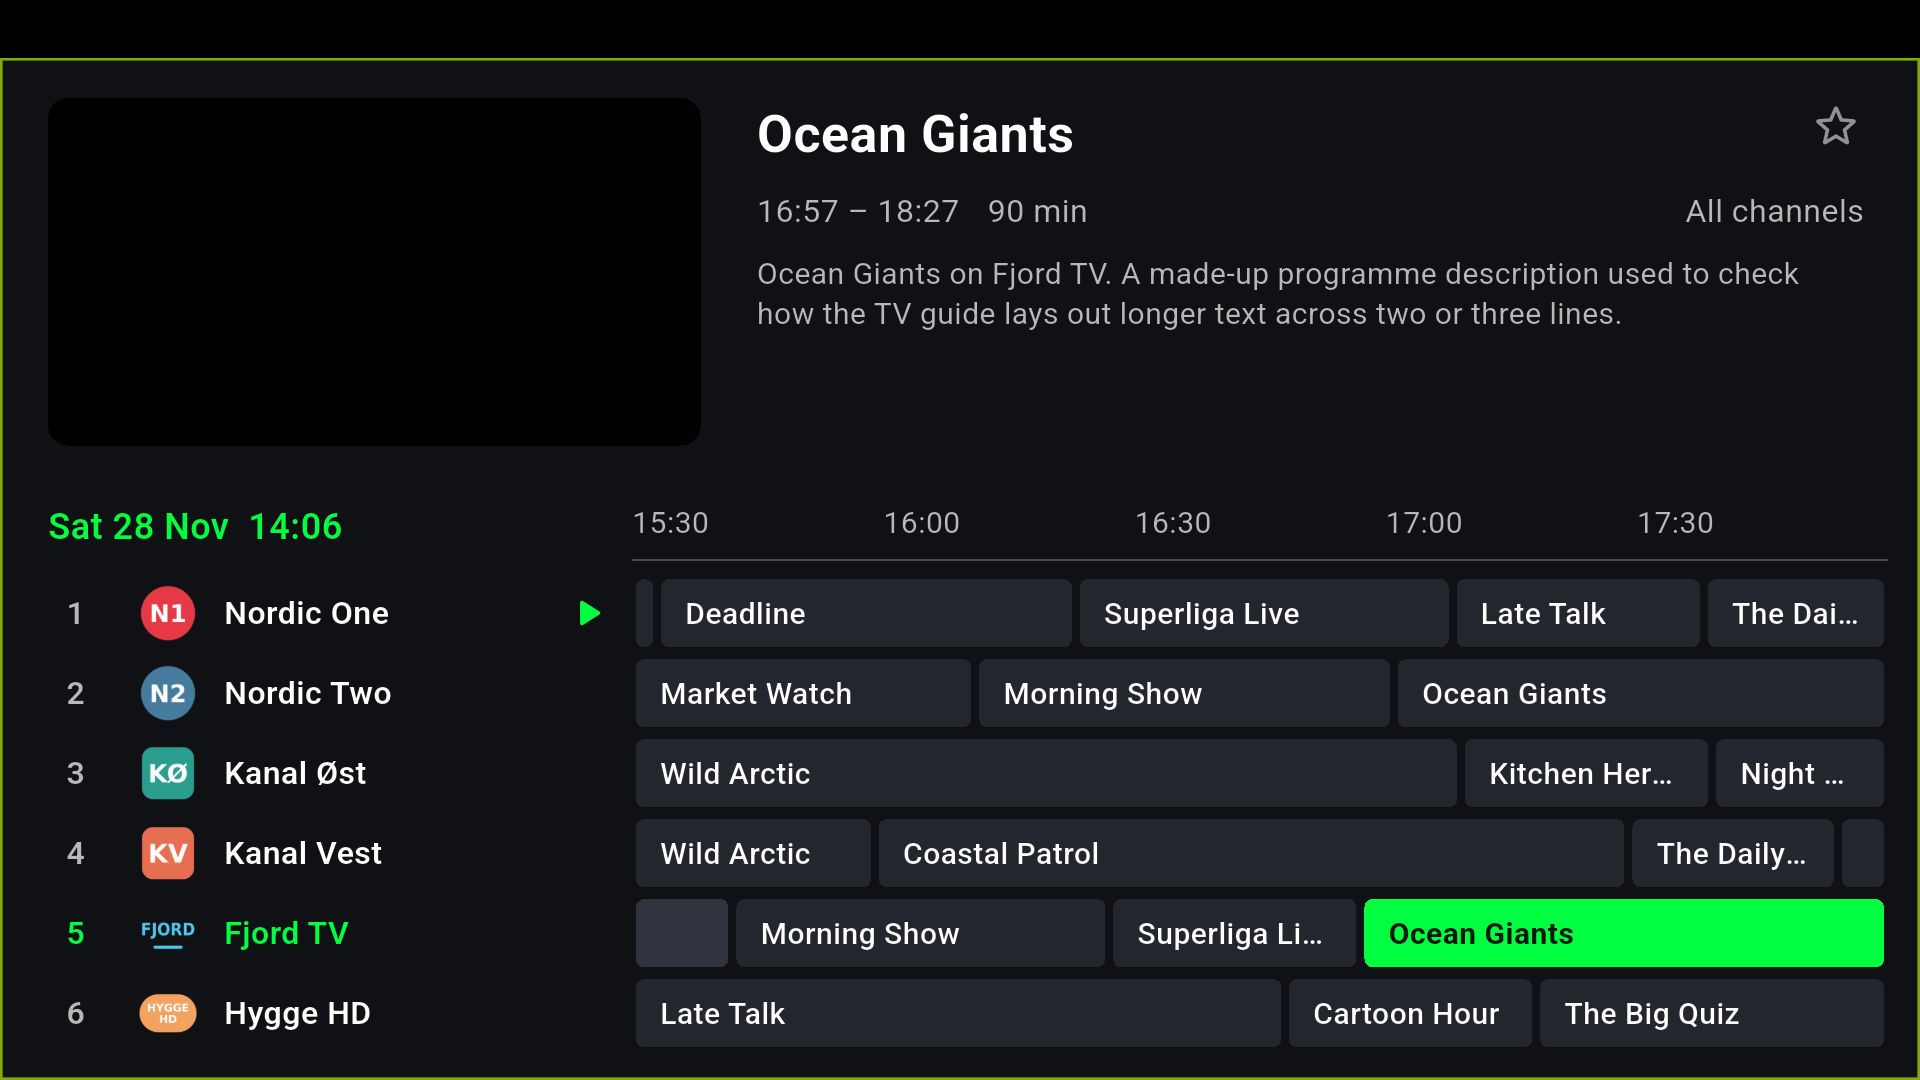 Ocean Giants
16:57 – 18:27 90 min
All channels
Ocean Giants on Fjord TV. A made-up programme description used to check
how the TV guide lays out longer text across two or three lines.
Sat 28 Nov 14:06
15:30 16:00 16:30 17:00 17:30
1 N1 Nordic One Deadline Superliga Live Late Talk The Dai…
2 N2 Nordic Two Market Watch Morning Show Ocean Giants
3 KØ Kanal Øst Wild Arctic Kitchen Her… Night …
4 KV Kanal Vest Wild Arctic Coastal Patrol The Daily…
5 FJORD Fjord TV Morning Show Superliga Li… Ocean Giants
6 HYGGE HD Hygge HD Late Talk Cartoon Hour The Big Quiz